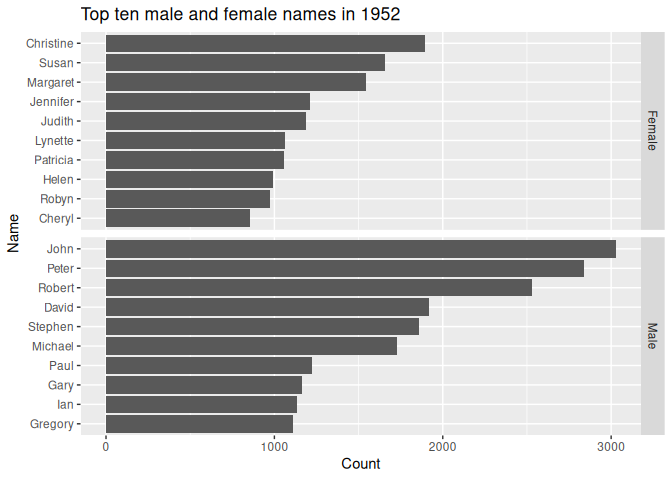 Top ten male and female names in 1952
Name
Christine
Susan
Margaret
Jennifer
Judith
Lynette
Patricia
Helen
Robyn
Cheryl
Female
John
Peter
Robert
David
Stephen
Michael
Paul
Gary
Ian
Gregory
Male
0 1000 2000 3000
Count